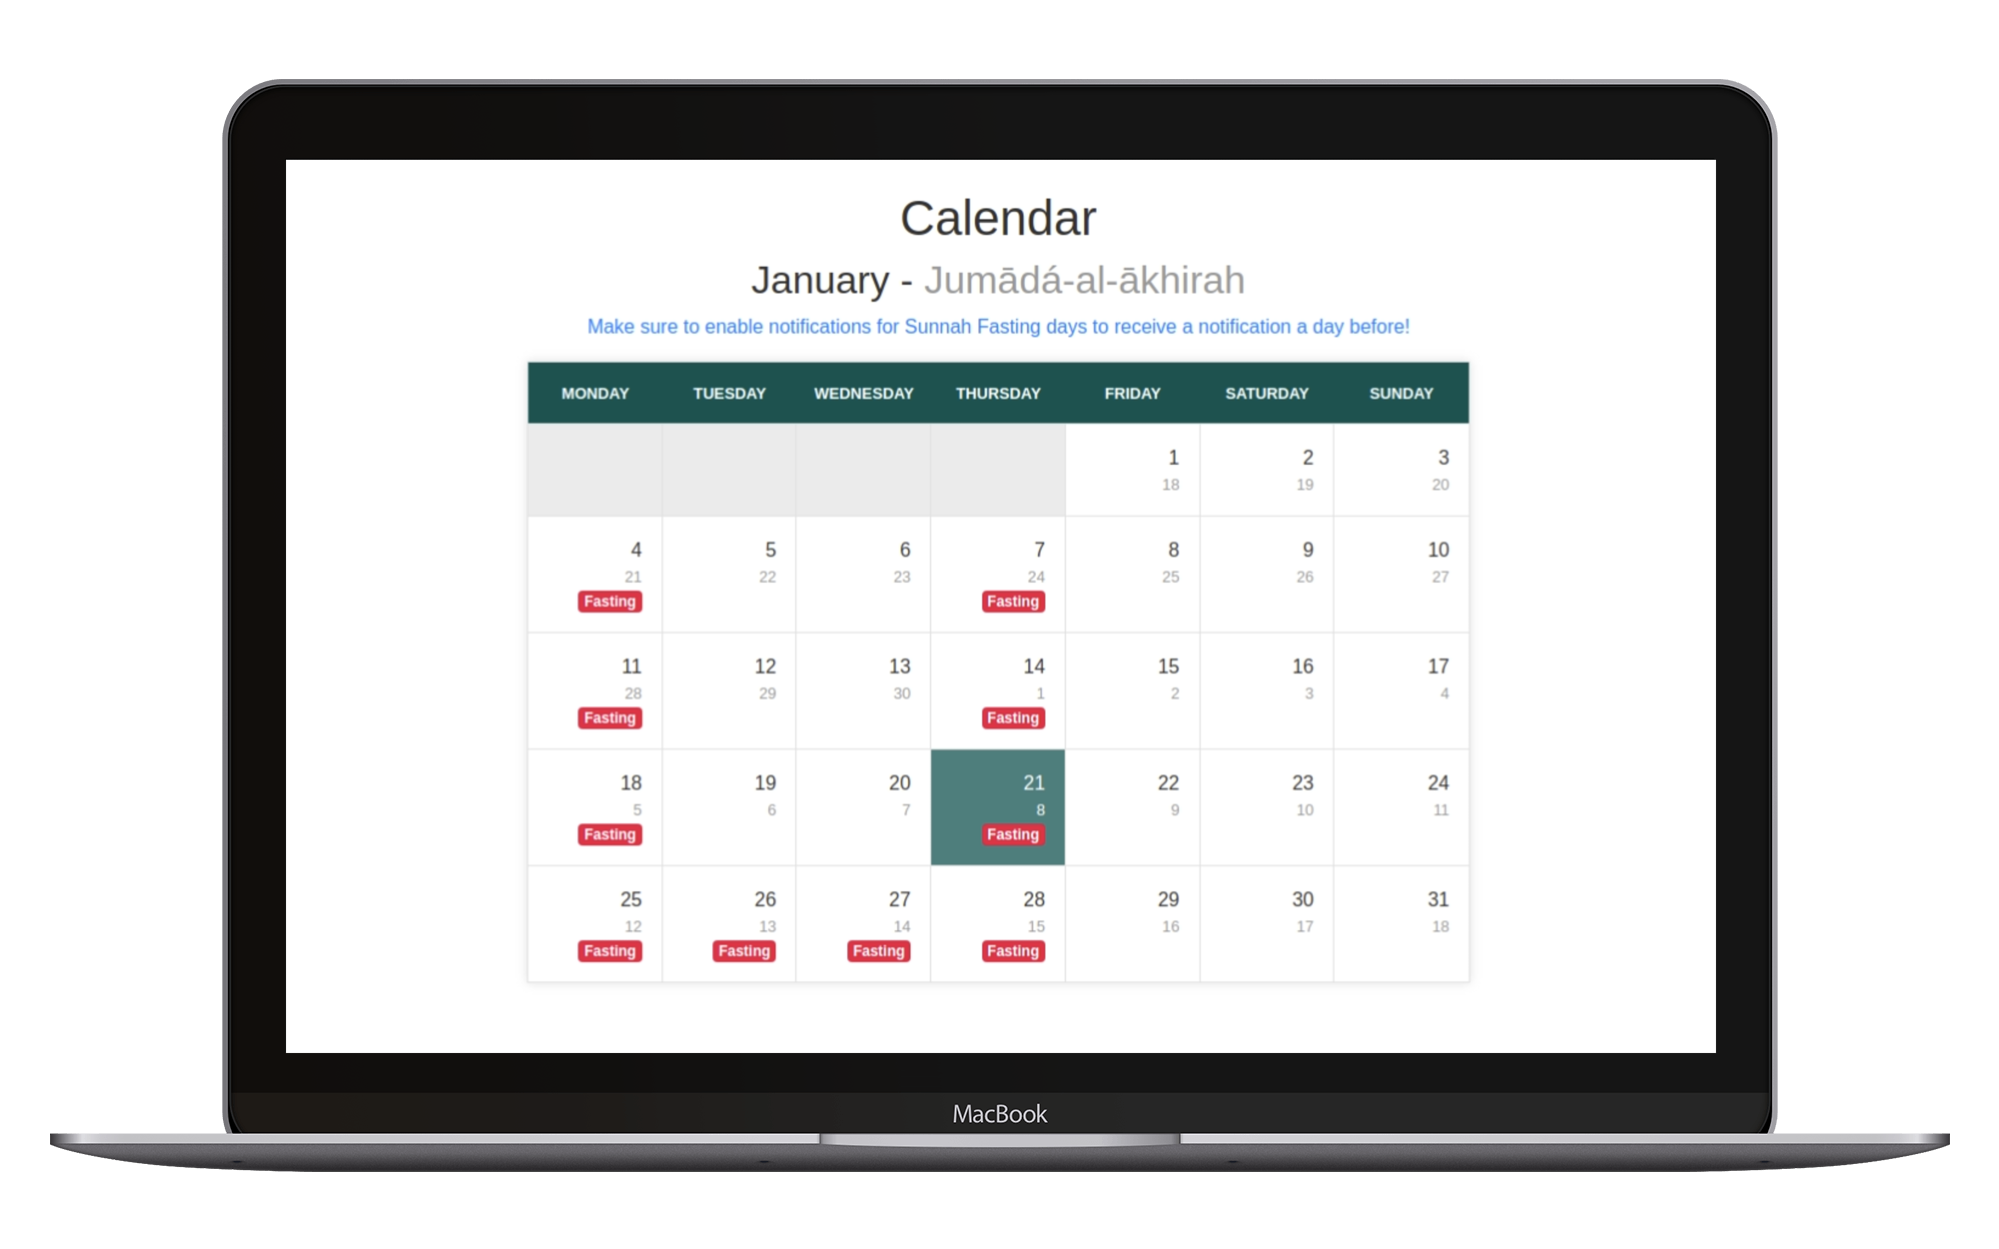 Calendar
January - Jumādá-al-ākhirah
Make sure to enable notifications for Sunnah Fasting days to receive a notification a day before!
MONDAY TUESDAY WEDNESDAY THURSDAY FRIDAY SATURDAY SUNDAY
1 2 3
18 19 20
4 5 6 7 8 9 10
21 22 23 24 25 26 27
Fasting Fasting
11 12 13 14 15 16 17
28 29 30 1 2 3 4
Fasting Fasting
18 19 20 21 22 23 24
5 6 7 8 9 10 11
Fasting Fasting
25 26 27 28 29 30 31
12 13 14 15 16 17 18
Fasting Fasting Fasting Fasting
MacBook